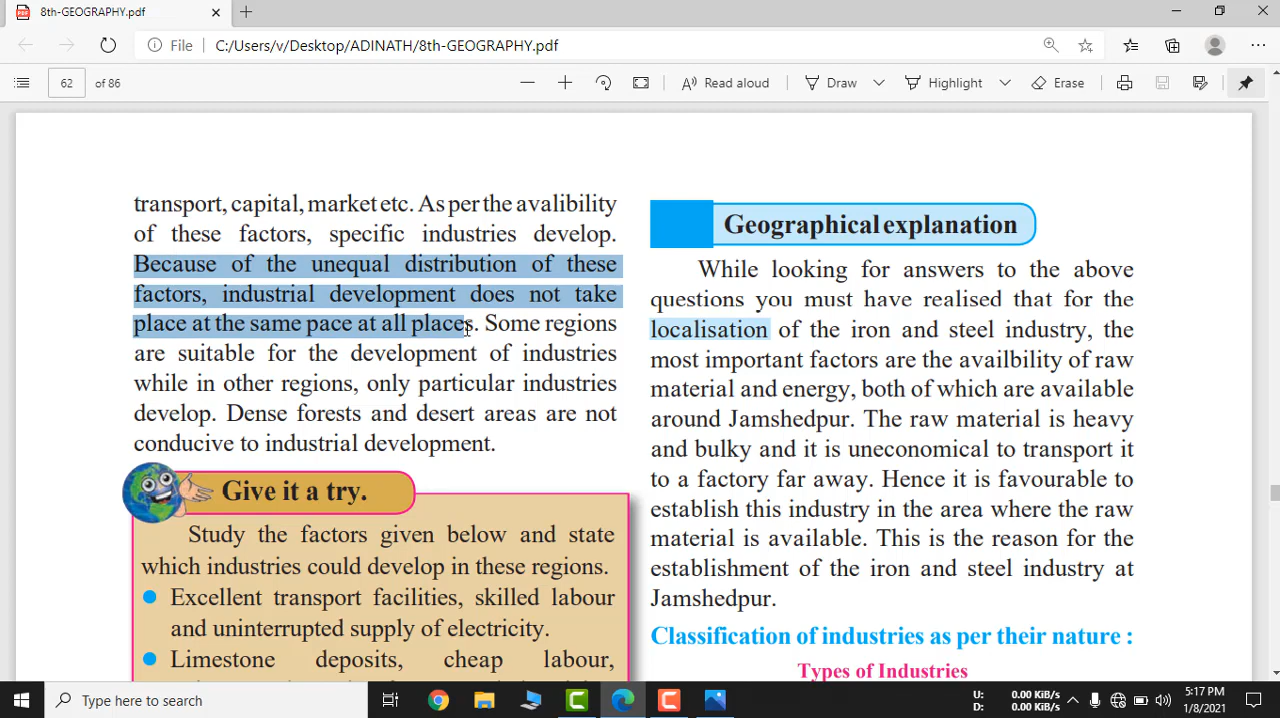 8th-GEOGRAPHY.pdf
File
C:/Users/v/Desktop/ADINATH/8th-GEOGRAPHY.pdf
62
of 86
Read aloud
Draw
Highlight
Erase
transport, capital, market etc. As per the avalibility
of these factors, specific industries develop.
Because of the unequal distribution of these
factors, industrial development does not take
place at the same pace at all places. Some regions
are suitable for the development of industries
while in other regions, only particular industries
develop. Dense forests and desert areas are not
conducive to industrial development.
Give it a try.
Study the factors given below and state
which industries could develop in these regions.
Excellent transport facilities, skilled labour
and uninterrupted supply of electricity.
Limestone deposits, cheap labour,
Geographical explanation
While looking for answers to the above
questions you must have realised that for the
localisation of the iron and steel industry, the
most important factors are the availbility of raw
material and energy, both of which are available
around Jamshedpur. The raw material is heavy
and bulky and it is uneconomical to transport it
to a factory far away. Hence it is favourable to
establish this industry in the area where the raw
material is available. This is the reason for the
establishment of the iron and steel industry at
Jamshedpur.
Classification of industries as per their nature :
Types of Industries
Type here to search
U: 0.00 KiB/s
D: 0.00 KiB/s
5:17 PM
1/8/2021